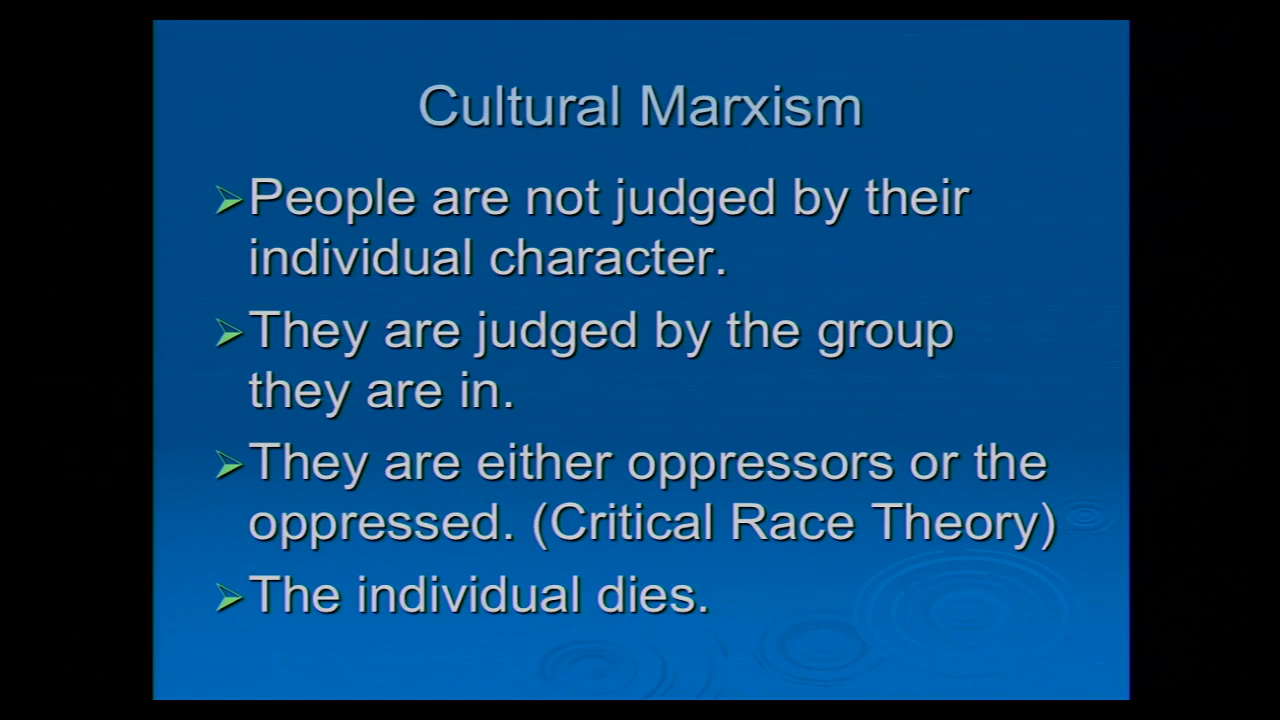 Cultural Marxism
People are not judged by their
individual character.
They are judged by the group
they are in.
They are either oppressors or the
oppressed. (Critical Race Theory)
The individual dies.